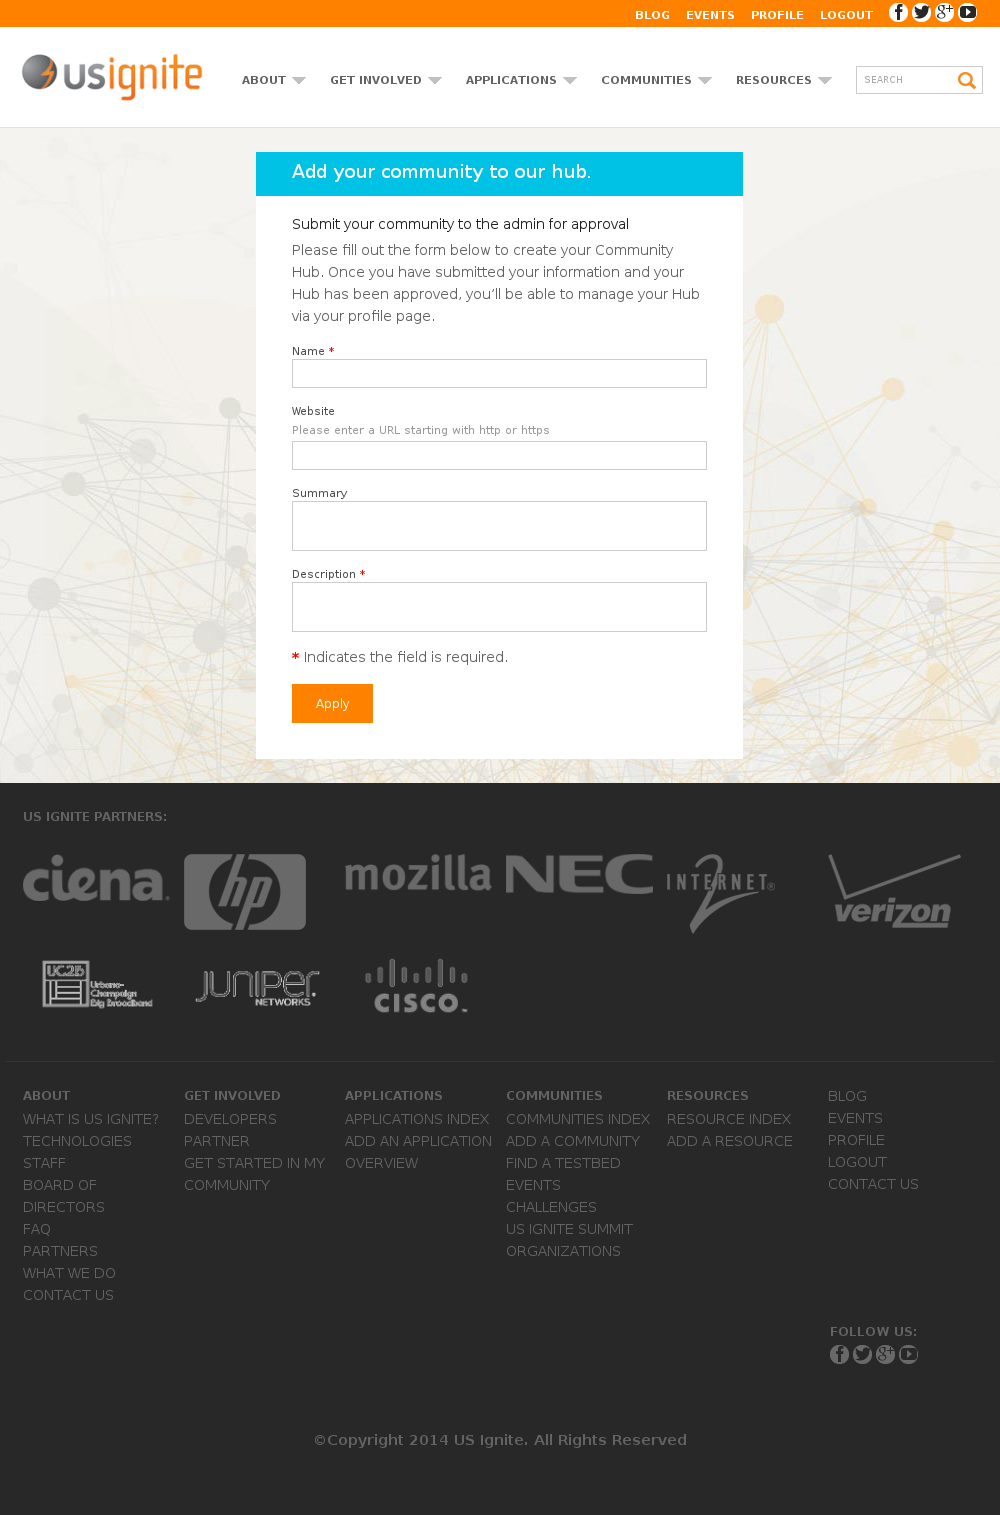 BLOG EVENTS PROFILE LOGOUT
usignite
ABOUT GET INVOLVED APPLICATIONS COMMUNITIES RESOURCES SEARCH
Add your community to our hub.
Submit your community to the admin for approval
Please fill out the form below to create your Community
Hub. Once you have submitted your information and your
Hub has been approved, you’ll be able to manage your Hub
via your profile page.
Name *
Website
Please enter a URL starting with http or https
Summary
Description *
* Indicates the field is required.
Apply
US IGNITE PARTNERS:
ciena hp mozilla NEC INTERNET 2 ® verizon
UC2B Urbana-Champaign Big Broadband JUNIPER NETWORKS CISCO
ABOUT
WHAT IS US IGNITE?
TECHNOLOGIES
STAFF
BOARD OF
DIRECTORS
FAQ
PARTNERS
WHAT WE DO
CONTACT US
GET INVOLVED
DEVELOPERS
PARTNER
GET STARTED IN MY
COMMUNITY
APPLICATIONS
APPLICATIONS INDEX
ADD AN APPLICATION
OVERVIEW
COMMUNITIES
COMMUNITIES INDEX
ADD A COMMUNITY
FIND A TESTBED
EVENTS
CHALLENGES
US IGNITE SUMMIT
ORGANIZATIONS
RESOURCES
RESOURCE INDEX
ADD A RESOURCE
BLOG
EVENTS
PROFILE
LOGOUT
CONTACT US
FOLLOW US:
©Copyright 2014 US Ignite. All Rights Reserved